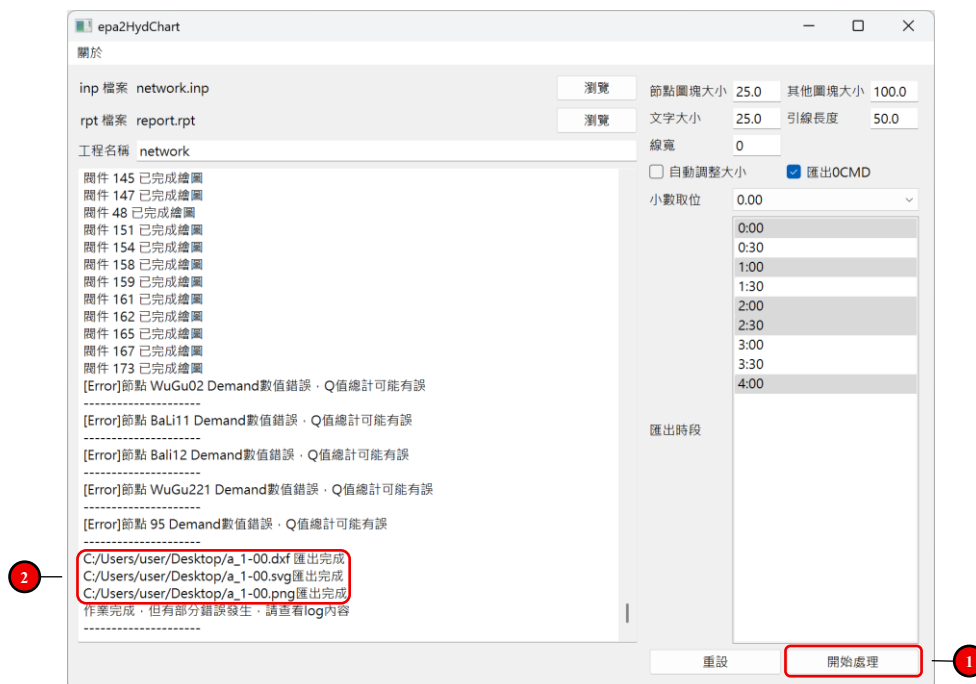 epa2HydChart
關於
inp 檔案 network.inp 瀏覽
rpt 檔案 report.rpt 瀏覽
工程名稱 network
閥件 145 已完成繪圖
閥件 147 已完成繪圖
閥件 48 已完成繪圖
閥件 151 已完成繪圖
閥件 154 已完成繪圖
閥件 158 已完成繪圖
閥件 159 已完成繪圖
閥件 161 已完成繪圖
閥件 162 已完成繪圖
閥件 165 已完成繪圖
閥件 167 已完成繪圖
閥件 173 已完成繪圖
[Error]節點 WuGu02 Demand數值錯誤，Q值總計可能有誤
---------------------
[Error]節點 BaLi11 Demand數值錯誤，Q值總計可能有誤
---------------------
[Error]節點 Bali12 Demand數值錯誤，Q值總計可能有誤
---------------------
[Error]節點 WuGu221 Demand數值錯誤，Q值總計可能有誤
---------------------
[Error]節點 95 Demand數值錯誤，Q值總計可能有誤
---------------------
C:/Users/user/Desktop/a_1-00.dxf 匯出完成
C:/Users/user/Desktop/a_1-00.svg匯出完成
C:/Users/user/Desktop/a_1-00.png匯出完成
作業完成，但有部分錯誤發生，請查看log內容
---------------------
2
節點圖塊大小 25.0 其他圖塊大小 100.0
文字大小 25.0 引線長度 50.0
線寬 0
自動調整大小 匯出0CMD
小數取位 0.00
0:00
0:30
1:00
1:30
2:00
2:30
3:00
3:30
4:00
匯出時段
重設 開始處理
1